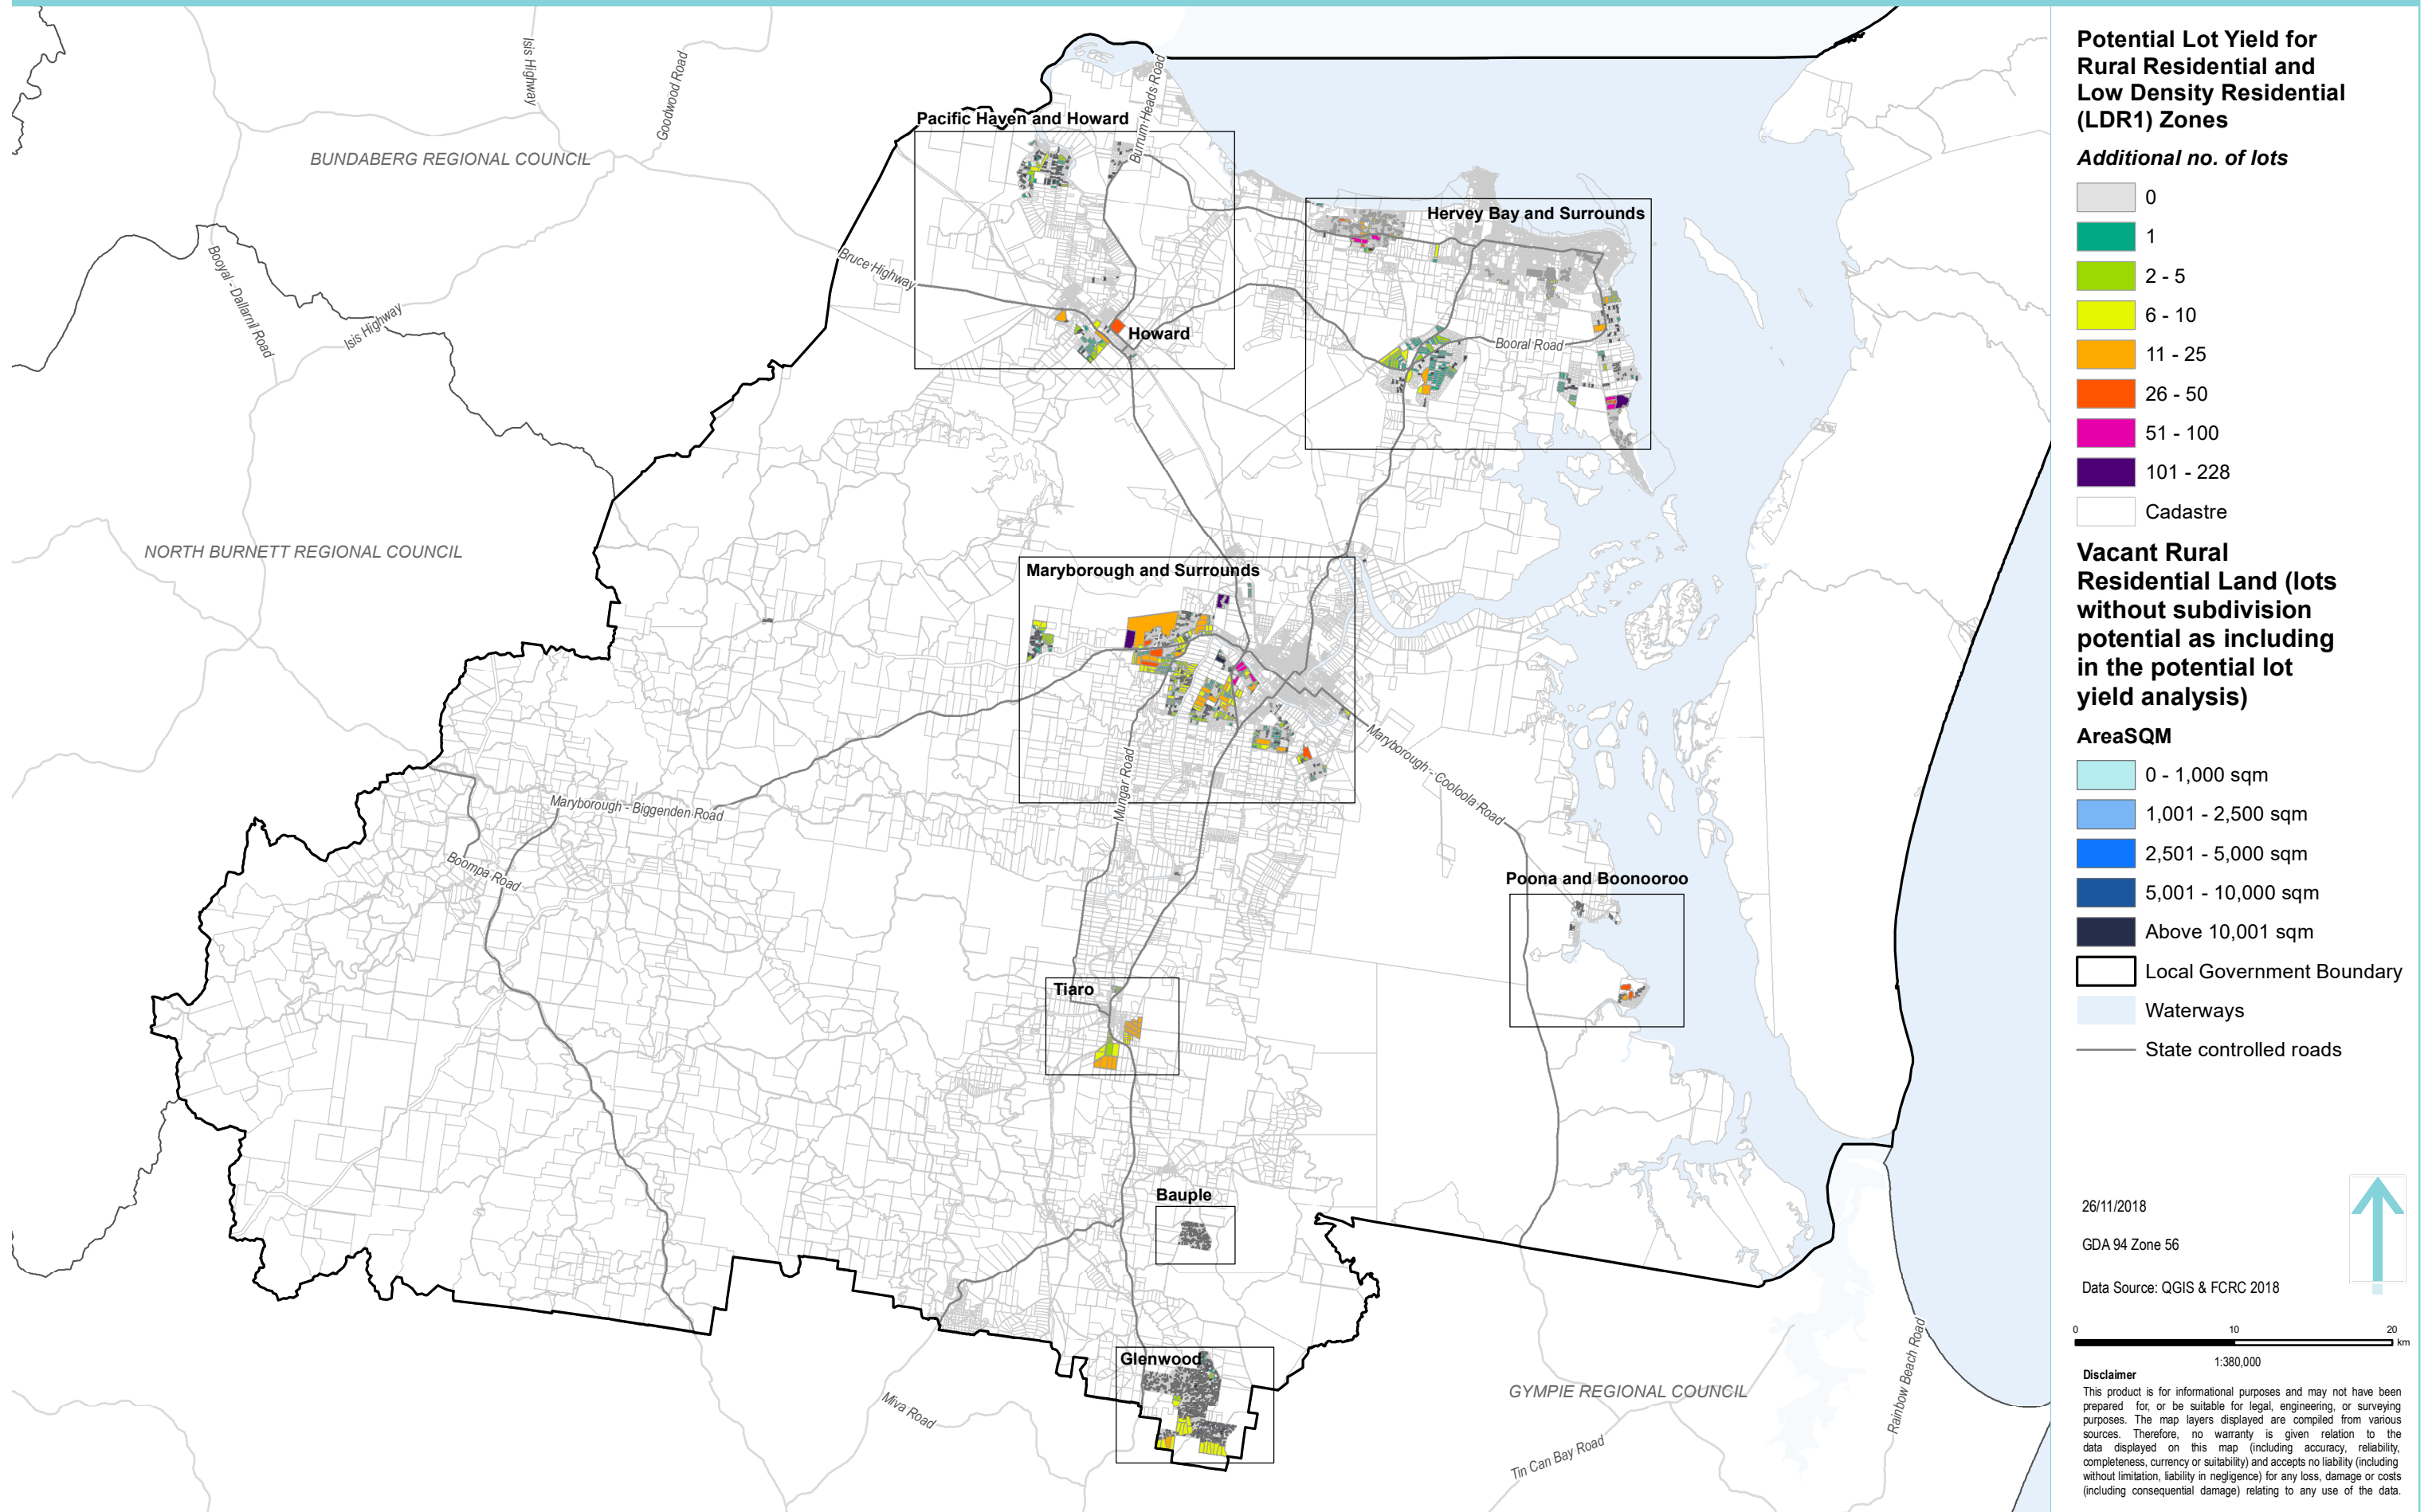 Isis Highway
Goodwood Road
Burrum Heads Road
Pacific Haven and Howard
BUNDABERG REGIONAL COUNCIL
Hervey Bay and Surrounds
Booyal - Dallarnil Road
Bruce Highway
Isis Highway
Howard
Booral Road
NORTH BURNETT REGIONAL COUNCIL
Maryborough and Surrounds
Mungar Road
Maryborough - Cooloola Road
Maryborough - Biggenden Road
Boompa Road
Poona and Boonooroo
Tiaro
Bauple
Glenwood
Miva Road
GYMPIE REGIONAL COUNCIL
Tin Can Bay Road
Rainbow Beach Road
Potential Lot Yield for
Rural Residential and
Low Density Residential
(LDR1) Zones
Additional no. of lots
0
1
2 - 5
6 - 10
11 - 25
26 - 50
51 - 100
101 - 228
Cadastre
Vacant Rural
Residential Land (lots
without subdivision
potential as including
in the potential lot
yield analysis)
AreaSQM
0 - 1,000 sqm
1,001 - 2,500 sqm
2,501 - 5,000 sqm
5,001 - 10,000 sqm
Above 10,001 sqm
Local Government Boundary
Waterways
State controlled roads
26/11/2018
GDA 94 Zone 56
Data Source: QGIS & FCRC 2018
0 10 20
km
1:380,000
Disclaimer
This product is for informational purposes and may not have been
prepared for, or be suitable for legal, engineering, or surveying
purposes. The map layers displayed are compiled from various
sources. Therefore, no warranty is given relation to the
data displayed on this map (including accuracy, reliability,
completeness, currency or suitability) and accepts no liability (including
without limitation, liability in negligence) for any loss, damage or costs
(including consequential damage) relating to any use of the data.